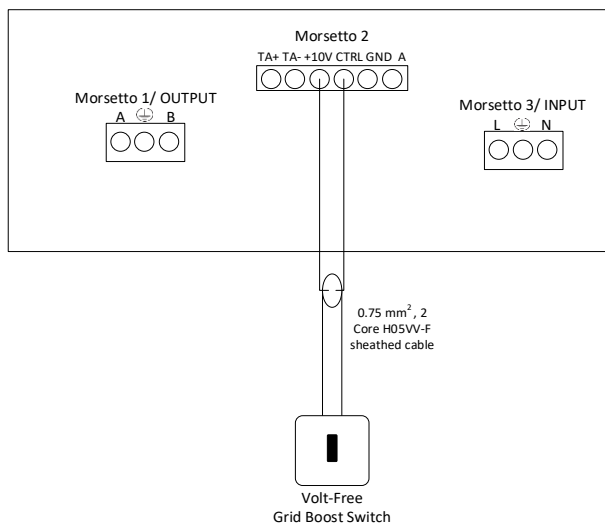 Morsetto 2
TA+ TA- +10V CTRL GND A
Morsetto 1/ OUTPUT
A B
Morsetto 3/ INPUT
L N
0.75 mm², 2
Core H05VV-F
sheathed cable
Volt-Free
Grid Boost Switch